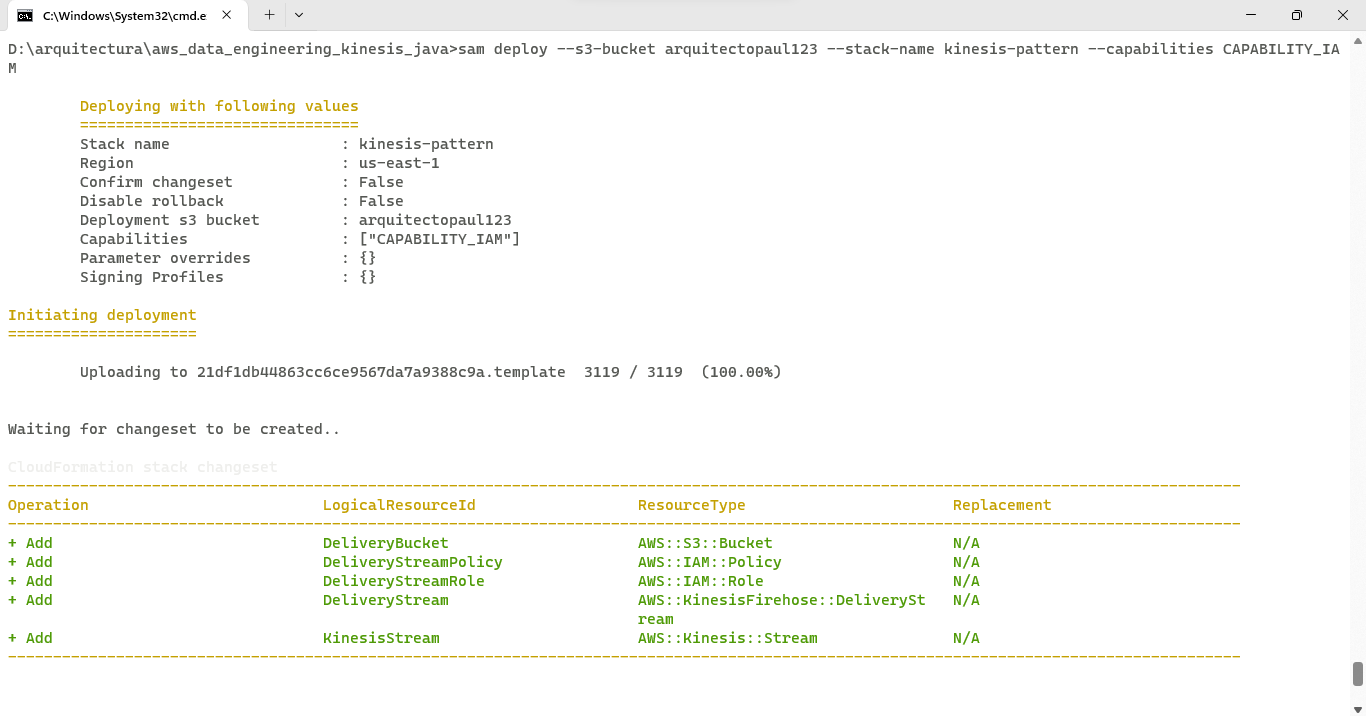 C:\Windows\System32\cmd.e
D:\arquitectura\aws_data_engineering_kinesis_java>sam deploy --s3-bucket arquitectopaul123 --stack-name kinesis-pattern --capabilities CAPABILITY_IA
M
Deploying with following values
===============================
Stack name                   : kinesis-pattern
Region                       : us-east-1
Confirm changeset            : False
Disable rollback             : False
Deployment s3 bucket         : arquitectopaul123
Capabilities                 : ["CAPABILITY_IAM"]
Parameter overrides          : {}
Signing Profiles             : {}
Initiating deployment
=====================
Uploading to 21df1db44863cc6ce9567da7a9388c9a.template  3119 / 3119  (100.00%)
Waiting for changeset to be created..
CloudFormation stack changeset
-----------------------------------------------------------------------------------------------------------------------------------------
Operation                          LogicalResourceId                  ResourceType                       Replacement
-----------------------------------------------------------------------------------------------------------------------------------------
+ Add                              DeliveryBucket                     AWS::S3::Bucket                    N/A
+ Add                              DeliveryStreamPolicy               AWS::IAM::Policy                   N/A
+ Add                              DeliveryStreamRole                 AWS::IAM::Role                     N/A
+ Add                              DeliveryStream                     AWS::KinesisFirehose::DeliverySt   N/A
ream
+ Add                              KinesisStream                      AWS::Kinesis::Stream               N/A
-----------------------------------------------------------------------------------------------------------------------------------------